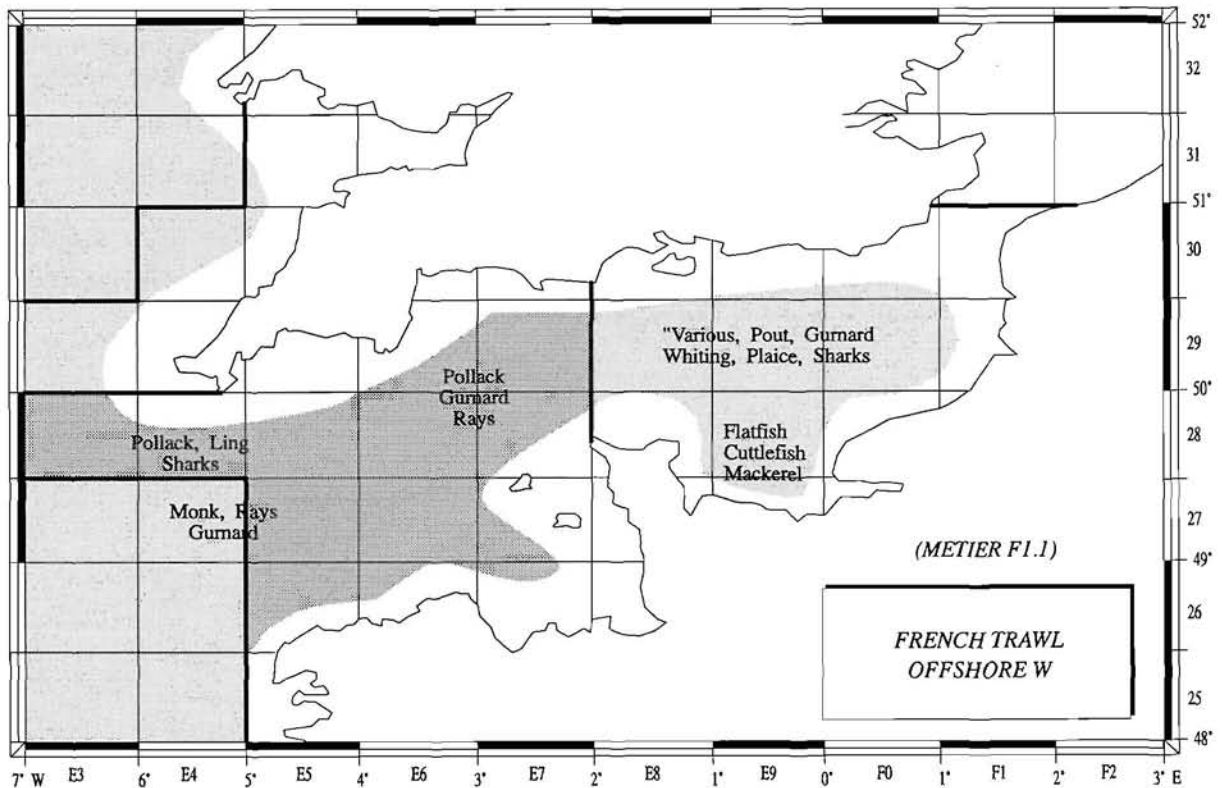 52°
32
31
51°
30
"Various, Pout, Gurnard
Whiting, Plaice, Sharks
29
Pollack
Gurnard
Rays
50°
Pollack, Ling
Sharks
Flatfish
Cuttlefish
Mackerel
28
Monk, Rays
Gurnard
27
(METIER F1.1)
49°
FRENCH TRAWL
OFFSHORE W
26
25
48°
7° W E3 6° E4 5° E5 4° E6 3° E7 2° E8 1° E9 0° F0 1° F1 2° F2 3° E